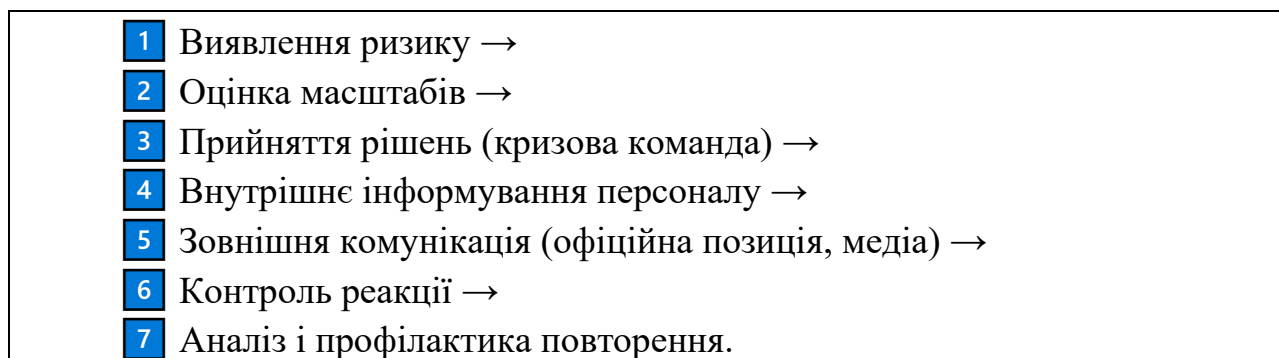 1 Виявлення ризику →
2 Оцінка масштабів →
3 Прийняття рішень (кризова команда) →
4 Внутрішнє інформування персоналу →
5 Зовнішня комунікація (офіційна позиція, медіа) →
6 Контроль реакції →
7 Аналіз і профілактика повторення.